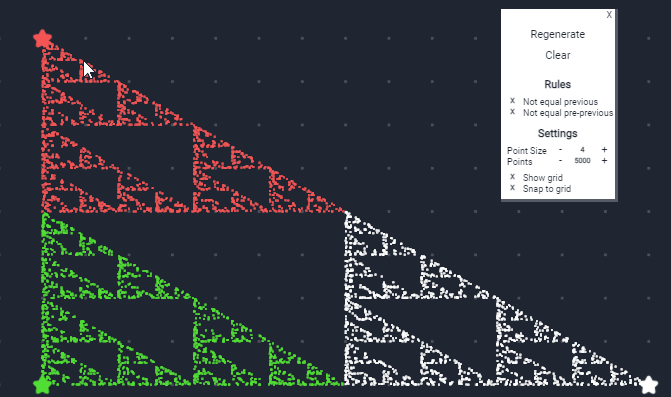 X
Regenerate
Clear
Rules
X Not equal previous
X Not equal pre-previous
Settings
Point Size - 4 +
Points - 5000 +
X Show grid
X Snap to grid